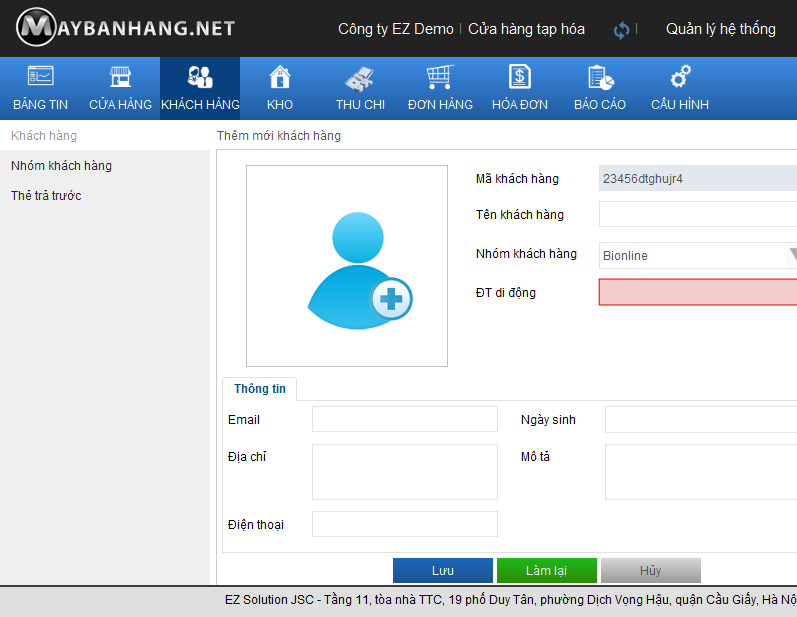 MAYBANHANG.NET
Công ty EZ Demo | Cửa hàng tạp hóa | Quản lý hệ thống
BẢNG TIN CỬA HÀNG KHÁCH HÀNG KHO THU CHI ĐƠN HÀNG HÓA ĐƠN BÁO CÁO CẤU HÌNH
Khách hàng
Nhóm khách hàng
Thẻ trả trước
Thêm mới khách hàng
Mã khách hàng 23456dtghujr4
Tên khách hàng
Nhóm khách hàng Bionline
ĐT di động
Thông tin
Email Ngày sinh
Địa chỉ Mô tả
Điện thoại
Lưu Làm lại Hủy
EZ Solution JSC - Tầng 11, tòa nhà TTC, 19 phố Duy Tân, phường Dịch Vọng Hậu, quận Cầu Giấy, Hà Nộ